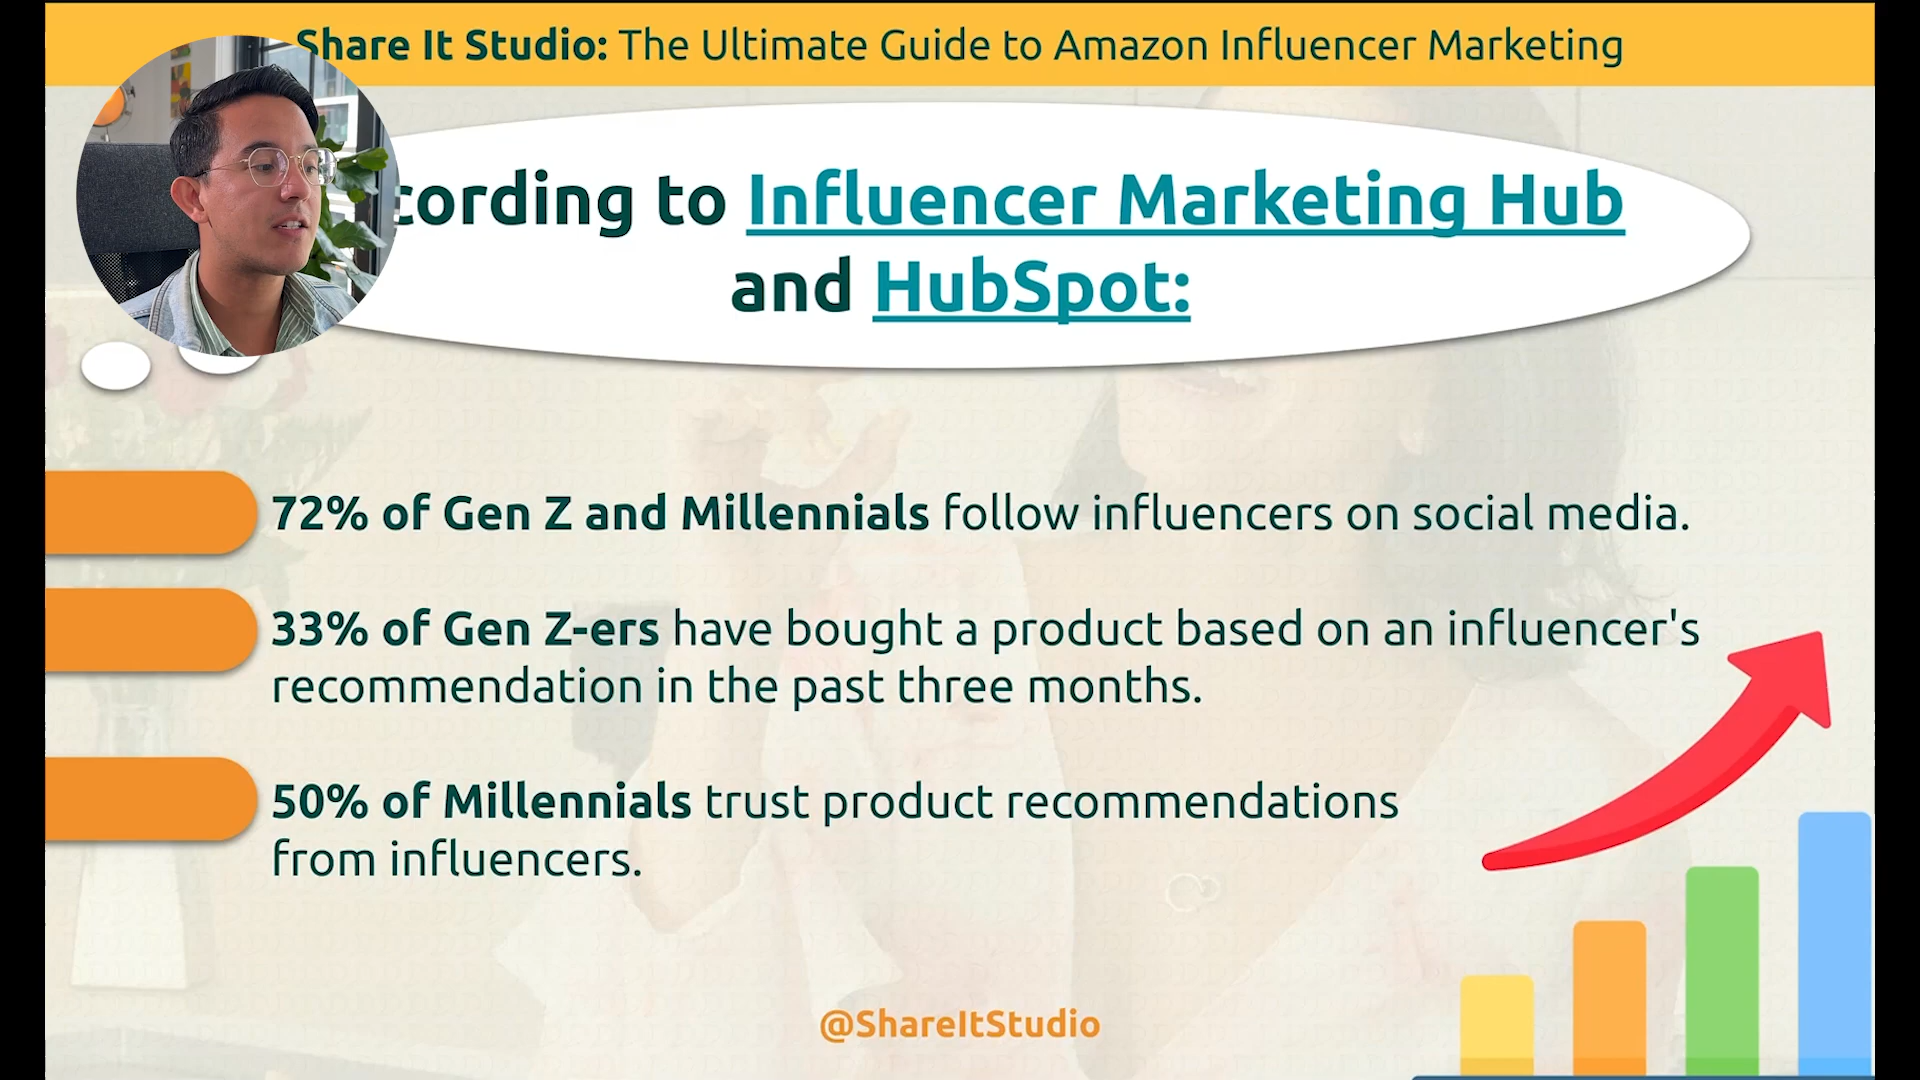 Share It Studio: The Ultimate Guide to Amazon Influencer Marketing
cording to Influencer Marketing Hub
and HubSpot:
72% of Gen Z and Millennials follow influencers on social media.
33% of Gen Z-ers have bought a product based on an influencer's
recommendation in the past three months.
50% of Millennials trust product recommendations
from influencers.
@ShareItStudio